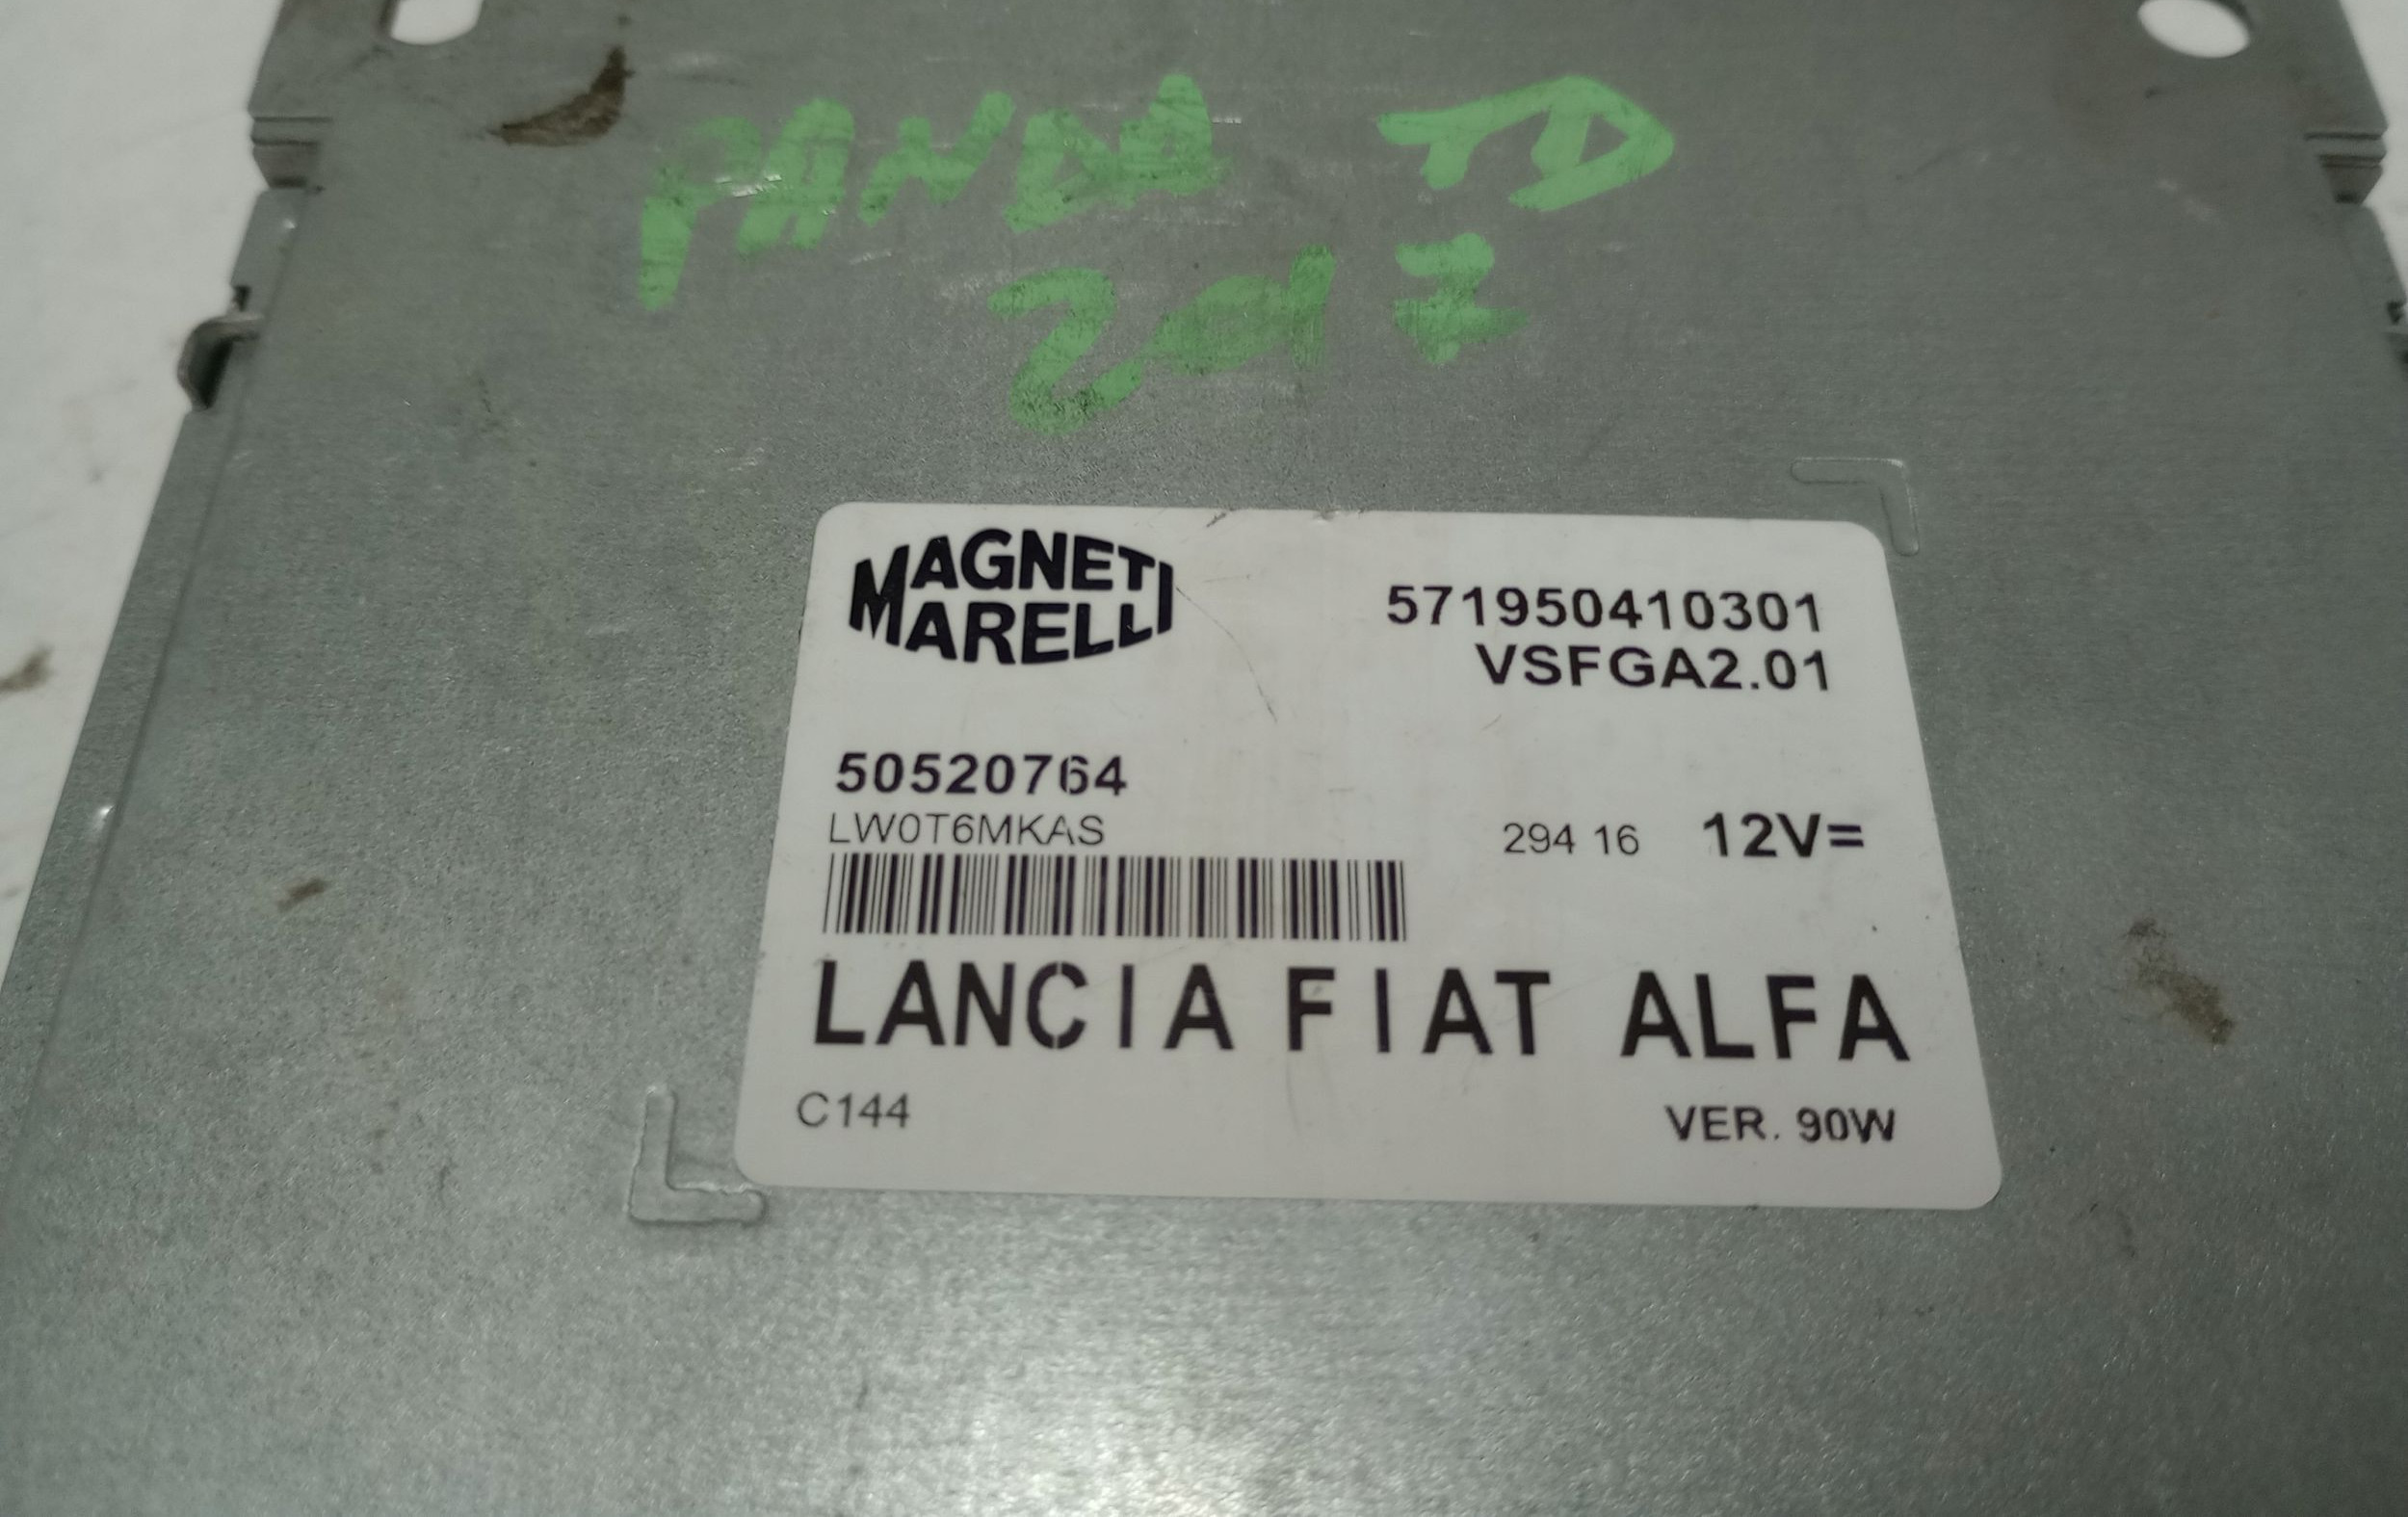 PANDA TD
2017
MAGNETI
MARELLI
571950410301
VSFGA2.01
50520764
LW0T6MKAS
294 16 12V=
LANCIA FIAT ALFA
C144 VER. 90W